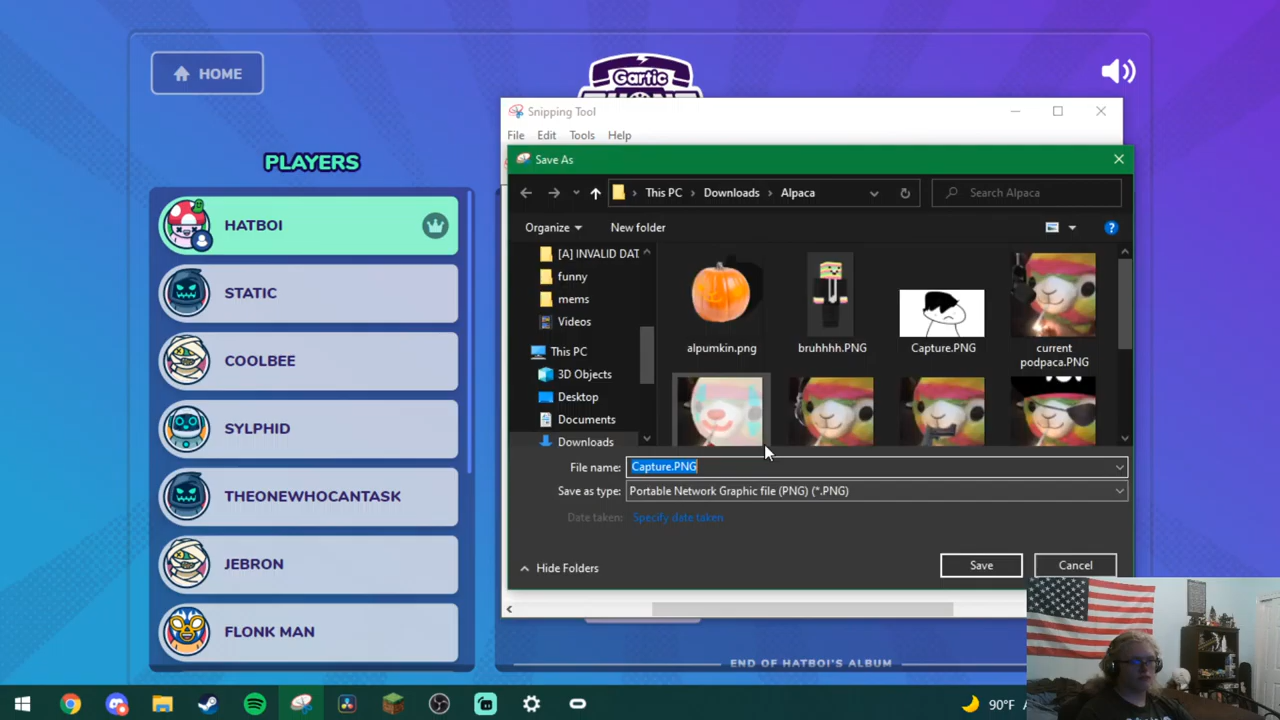 HOME
Gartic
PLAYERS
HATBOI
STATIC
COOLBEE
SYLPHID
THEONEWHOCANTASK
JEBRON
FLONK MAN
Snipping Tool
File Edit Tools Help
Save As
This PC > Downloads > Alpaca
Search Alpaca
Organize
New folder
[A] INVALID DAT
funny
mems
Videos
This PC
3D Objects
Desktop
Documents
Downloads
alpumkin.png
bruhhhh.PNG
Capture.PNG
current
podpaca.PNG
File name: Capture.PNG
Save as type: Portable Network Graphic file (PNG) (*.PNG)
Date taken: Specify date taken
Hide Folders
Save
Cancel
END OF HATBOI'S ALBUM
90°F